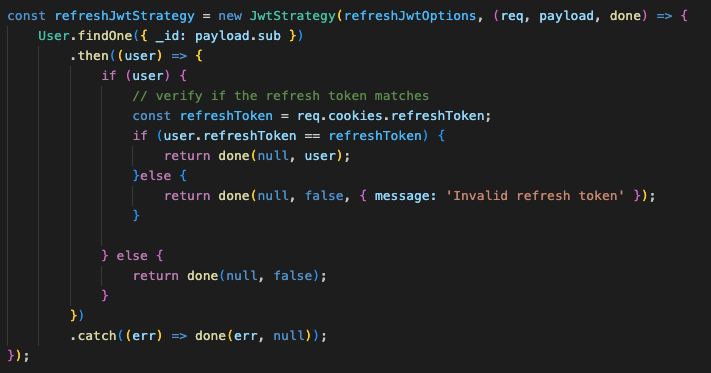 const refreshJwtStrategy = new JwtStrategy(refreshJwtOptions, (req, payload, done) => {
    User.findOne({ _id: payload.sub })
        .then((user) => {
            if (user) {
                // verify if the refresh token matches
                const refreshToken = req.cookies.refreshToken;
                if (user.refreshToken == refreshToken) {
                    return done(null, user);
                }else {
                    return done(null, false, { message: 'Invalid refresh token' });
                }
            } else {
                return done(null, false);
            }
        })
        .catch((err) => done(err, null));
});